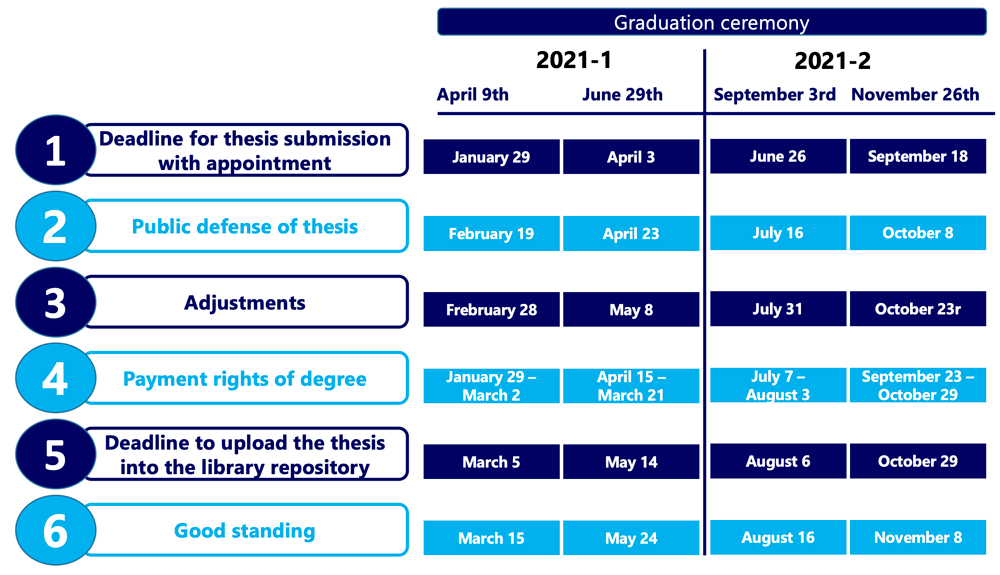 Graduation ceremony
2021-1
2021-2
April 9th
June 29th
September 3rd
November 26th
1
Deadline for thesis submission
with appointment
January 29
April 3
June 26
September 18
2
Public defense of thesis
February 19
April 23
July 16
October 8
3
Adjustments
Frebruary 28
May 8
July 31
October 23r
4
Payment rights of degree
January 29 –
March 2
April 15 –
March 21
July 7 –
August 3
September 23 –
October 29
5
Deadline to upload the thesis
into the library repository
March 5
May 14
August 6
October 29
6
Good standing
March 15
May 24
August 16
November 8